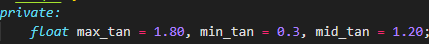 private:
float max_tan = 1.80, min_tan = 0.3, mid_tan = 1.20;